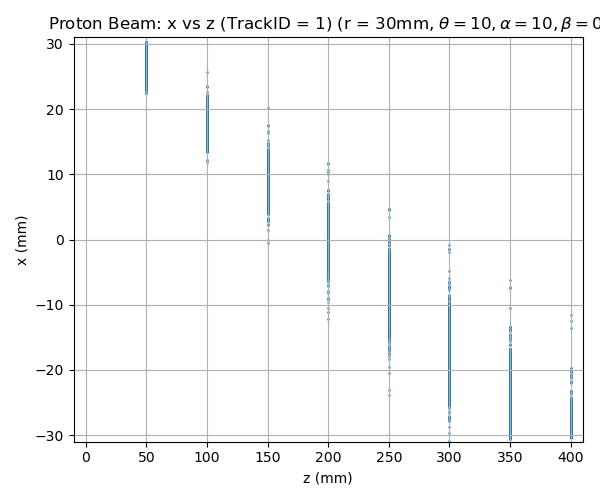 Proton Beam: x vs z (TrackID = 1) (r = 30mm, θ = 10, α = 10, β = 0
30
20
10
0
−10
−20
−30
x (mm)
0 50 100 150 200 250 300 350 400
z (mm)